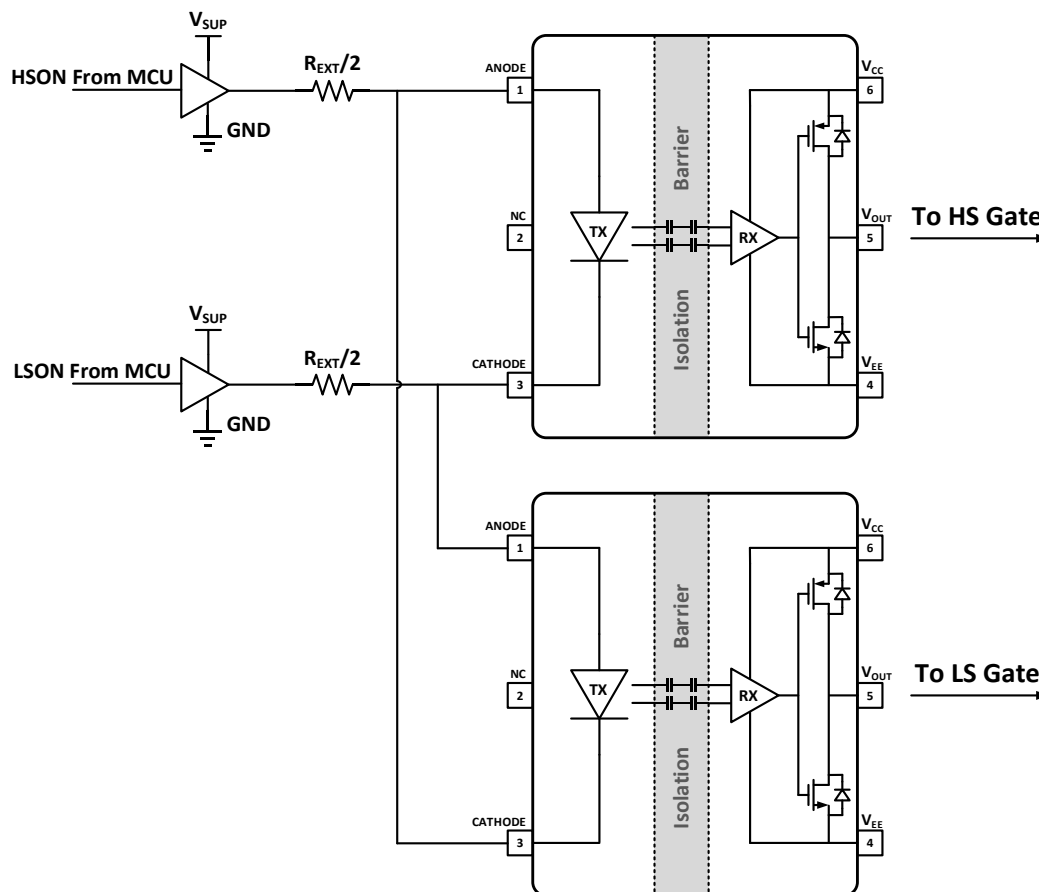 VSUP
HSON From MCU
REXT/2
GND
ANODE
1
NC
2
CATHODE
3
TX
Barrier
Isolation
RX
VCC
6
VOUT
5
VEE
4
To HS Gate
VSUP
LSON From MCU
REXT/2
GND
ANODE
1
NC
2
CATHODE
3
TX
Barrier
Isolation
RX
VCC
6
VOUT
5
VEE
4
To LS Gate